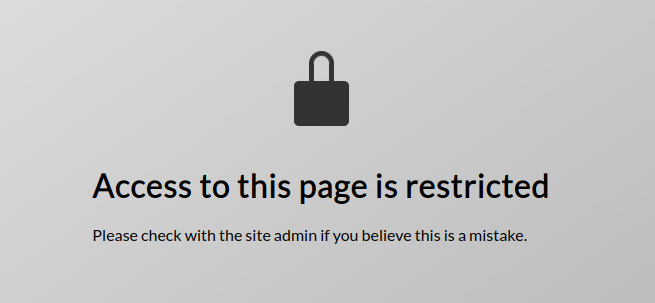 Access to this page is restricted
Please check with the site admin if you believe this is a mistake.